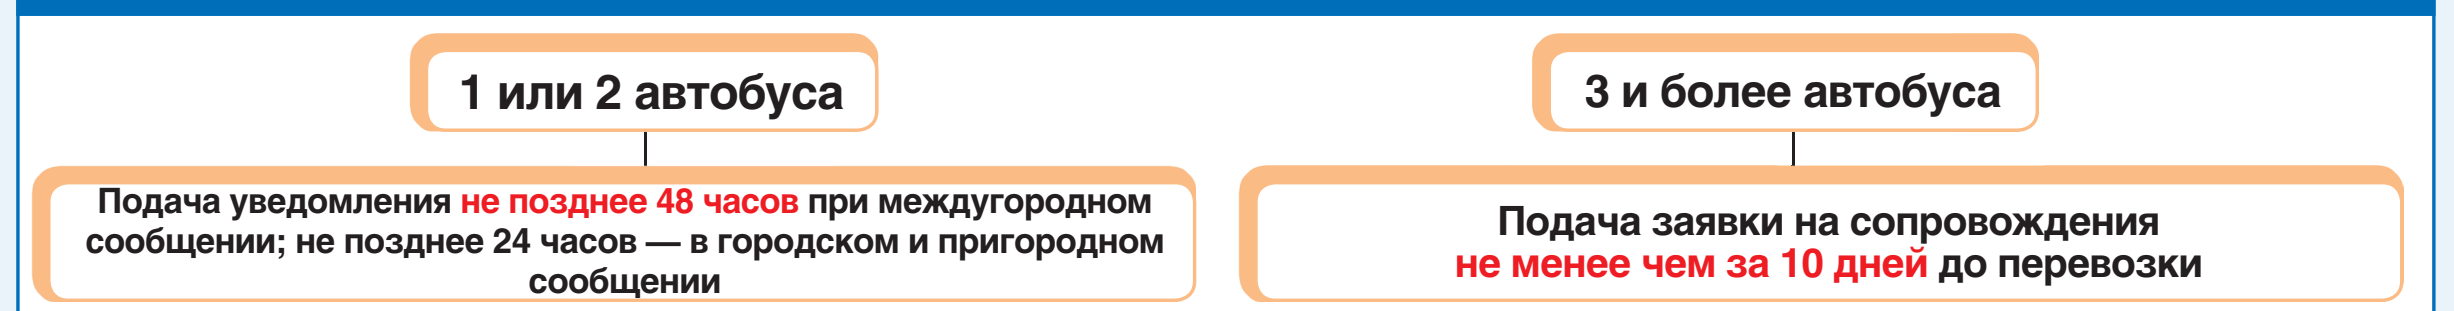 1 или 2 автобуса
Подача уведомления не позднее 48 часов при междугородном
сообщении; не позднее 24 часов — в городском и пригородном
сообщении
3 и более автобуса
Подача заявки на сопровождения
не менее чем за 10 дней до перевозки